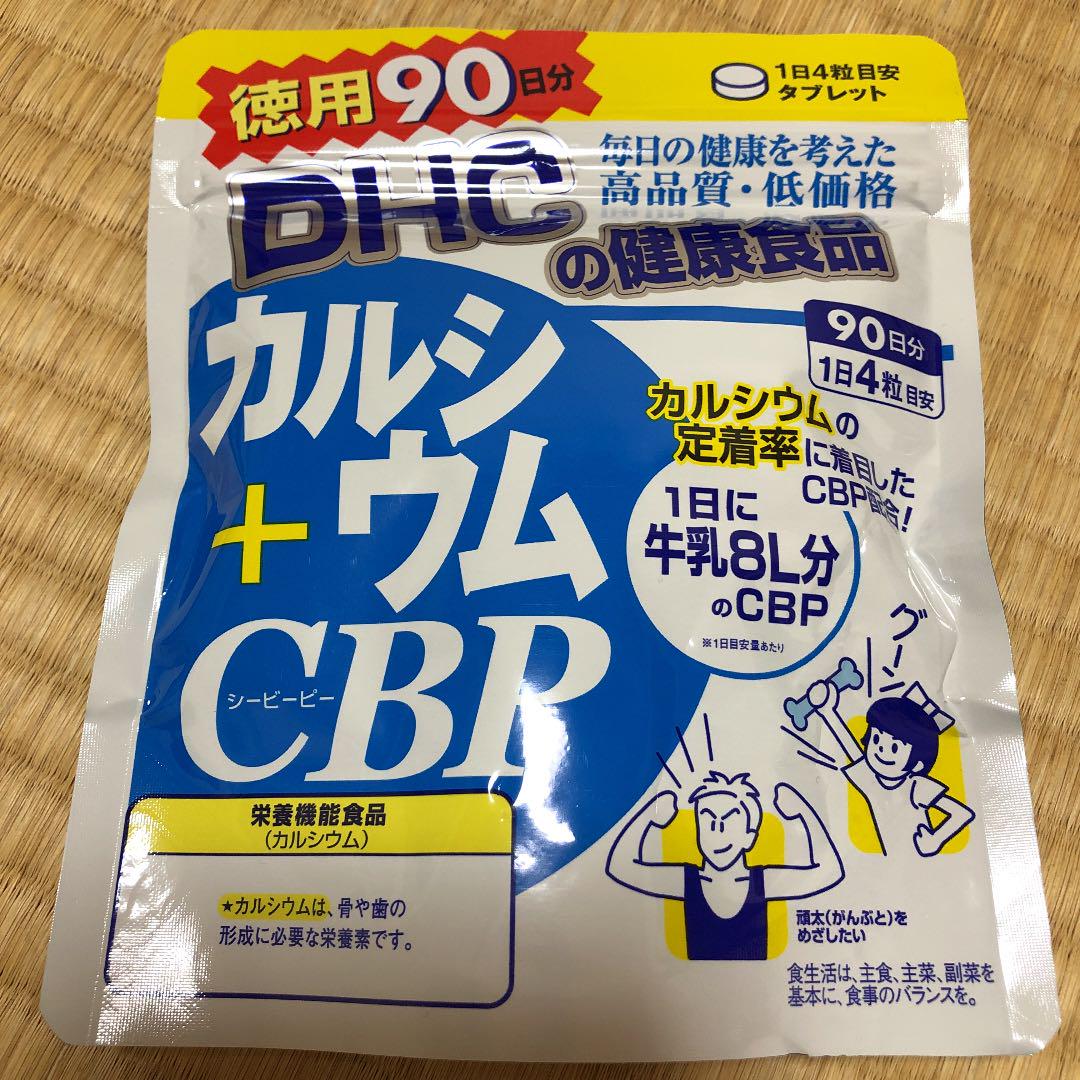 徳用90日分
1日4粒目安
タブレット
DHC
毎日の健康を考えた
高品質・低価格
の健康食品
カルシ
ウム
+
CBP
シービーピー
90日分
1日4粒目安
カルシウムの
定着率に着目した
CBP配合!
1日に
牛乳8L分
のCBP
※1日目安量あたり
グーン
栄養機能食品
(カルシウム)
★カルシウムは、骨や歯の
形成に必要な栄養素です。
頑太(がんぶと)を
めざしたい
食生活は、主食、主菜、副菜を
基本に、食事のバランスを。